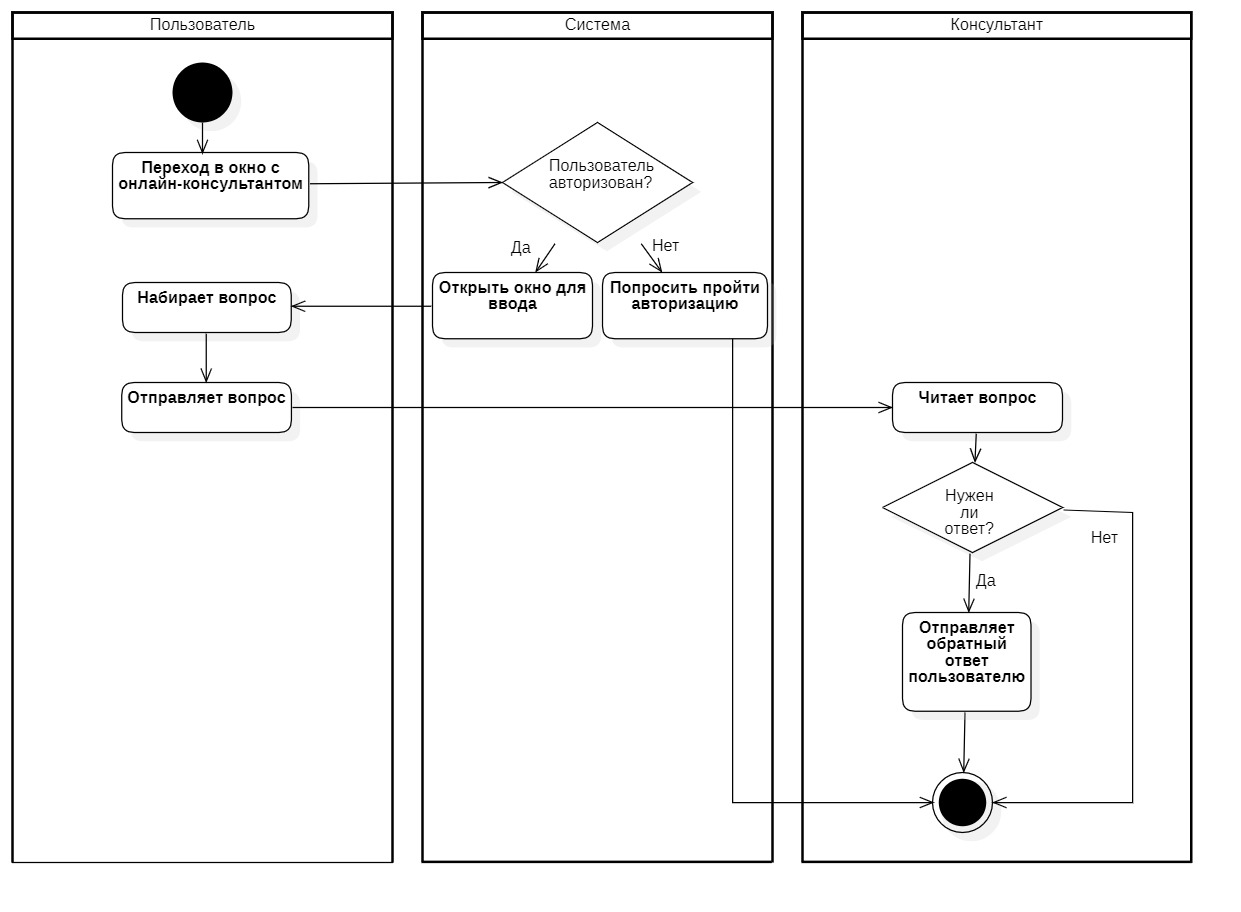 Пользователь
Система
Консультант
Переход в окно с
онлайн-консультантом
Пользователь
авторизован?
Да
Нет
Набирает вопрос
Открыть окно для
ввода
Попросить пройти
авторизацию
Отправляет вопрос
Читает вопрос
Нужен
ли
ответ?
Нет
Да
Отправляет
обратный
ответ
пользователю